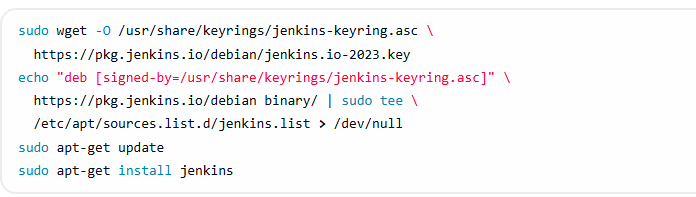 sudo wget -O /usr/share/keyrings/jenkins-keyring.asc \
  https://pkg.jenkins.io/debian/jenkins.io-2023.key
echo "deb [signed-by=/usr/share/keyrings/jenkins-keyring.asc]" \
  https://pkg.jenkins.io/debian binary/ | sudo tee \
  /etc/apt/sources.list.d/jenkins.list > /dev/null
sudo apt-get update
sudo apt-get install jenkins